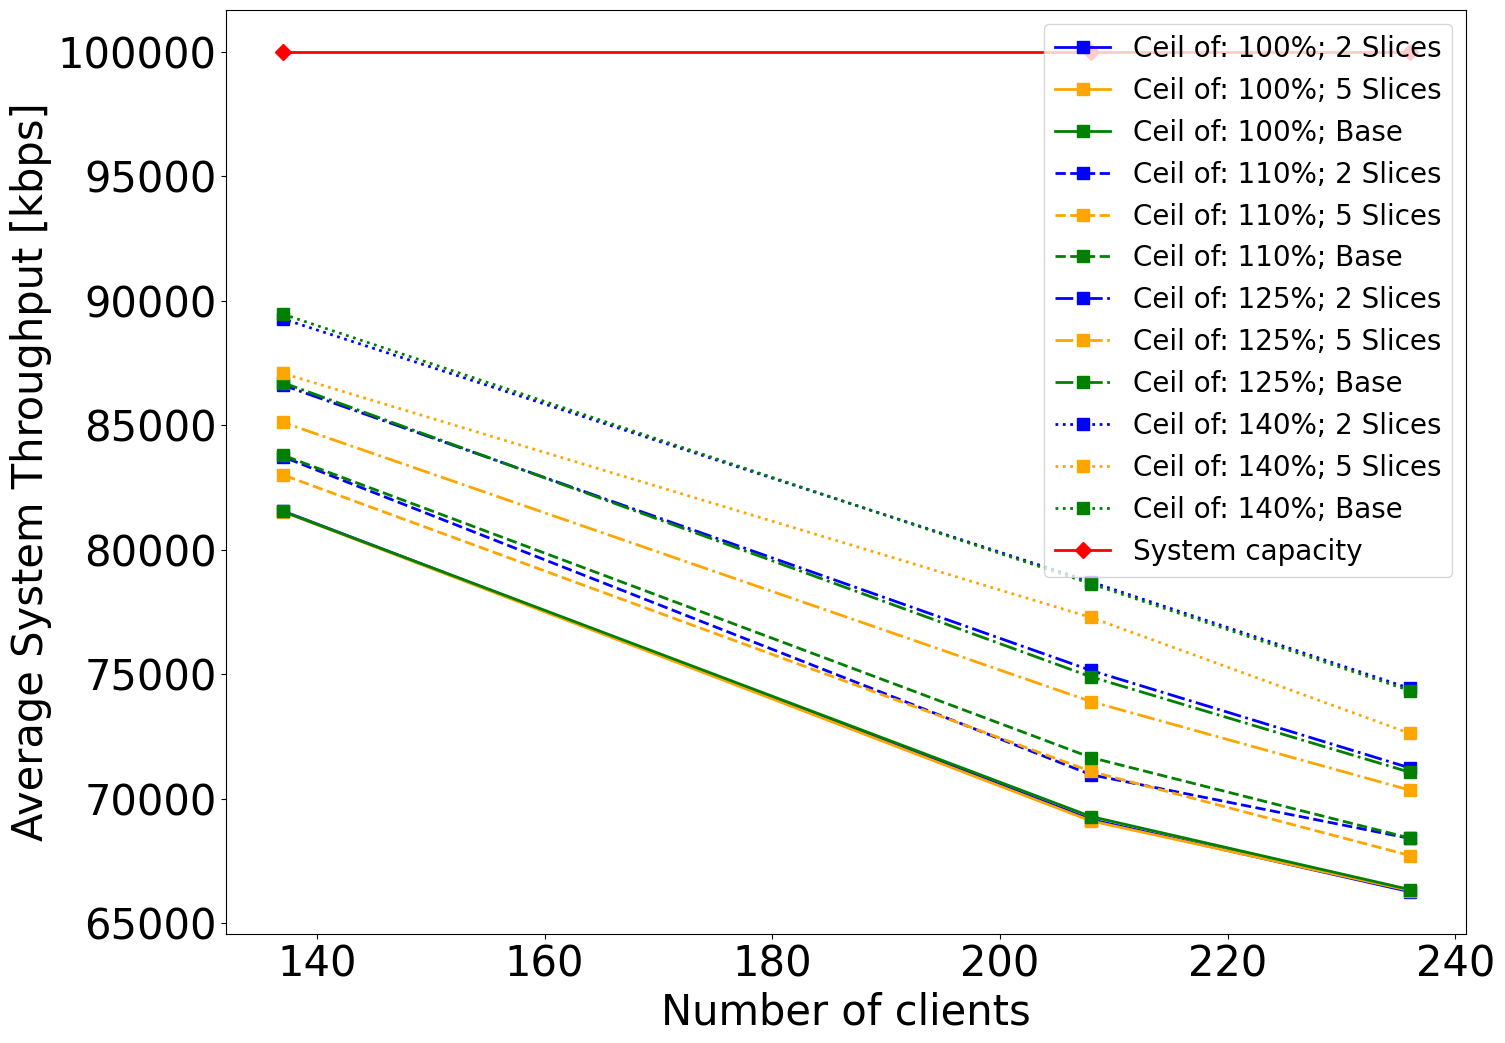 Average System Throughput [kbps]
100000
95000
90000
85000
80000
75000
70000
65000
140
160
180
200
220
240
Number of clients
Ceil of: 100%; 2 Slices
Ceil of: 100%; 5 Slices
Ceil of: 100%; Base
Ceil of: 110%; 2 Slices
Ceil of: 110%; 5 Slices
Ceil of: 110%; Base
Ceil of: 125%; 2 Slices
Ceil of: 125%; 5 Slices
Ceil of: 125%; Base
Ceil of: 140%; 2 Slices
Ceil of: 140%; 5 Slices
Ceil of: 140%; Base
System capacity